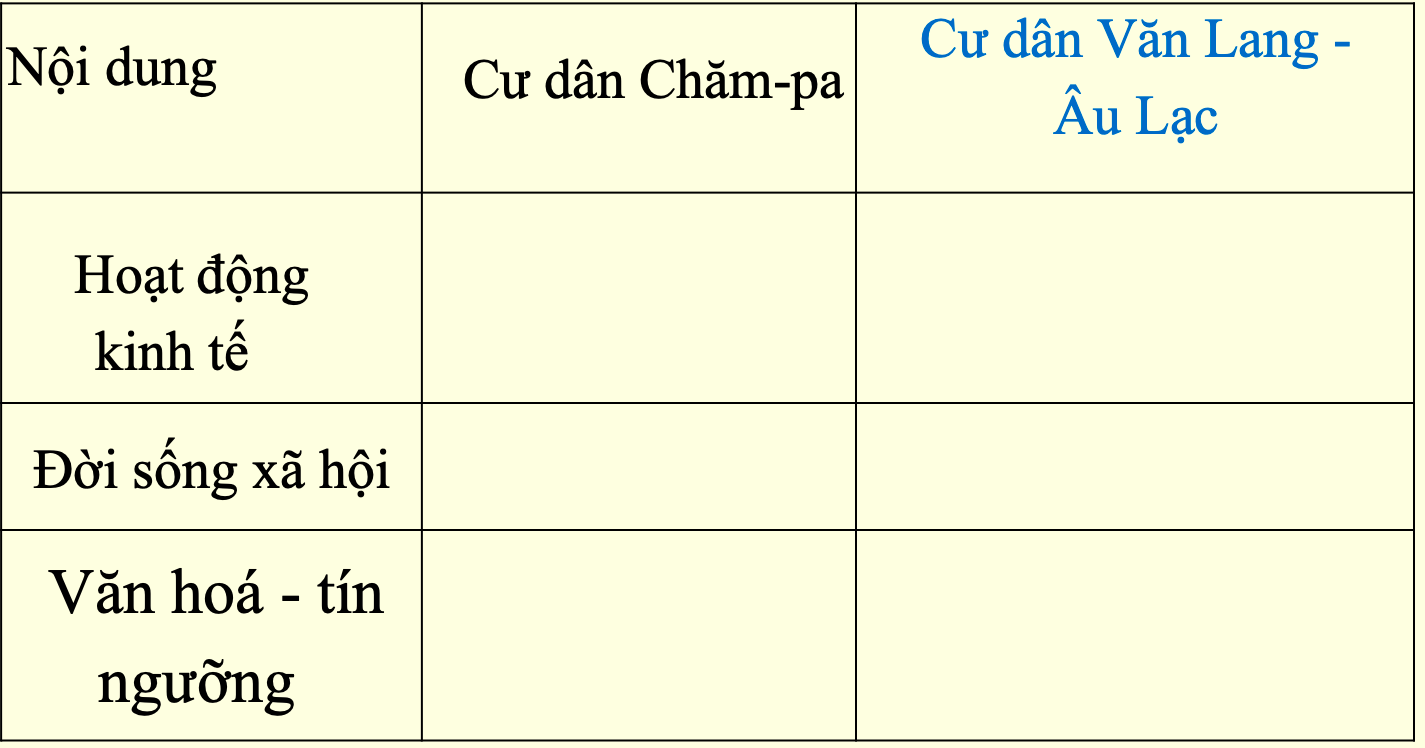 Nội dung
Cư dân Chăm-pa
Cư dân Văn Lang -
Âu Lạc
Hoạt động
kinh tế
Đời sống xã hội
Văn hoá - tín
ngưỡng